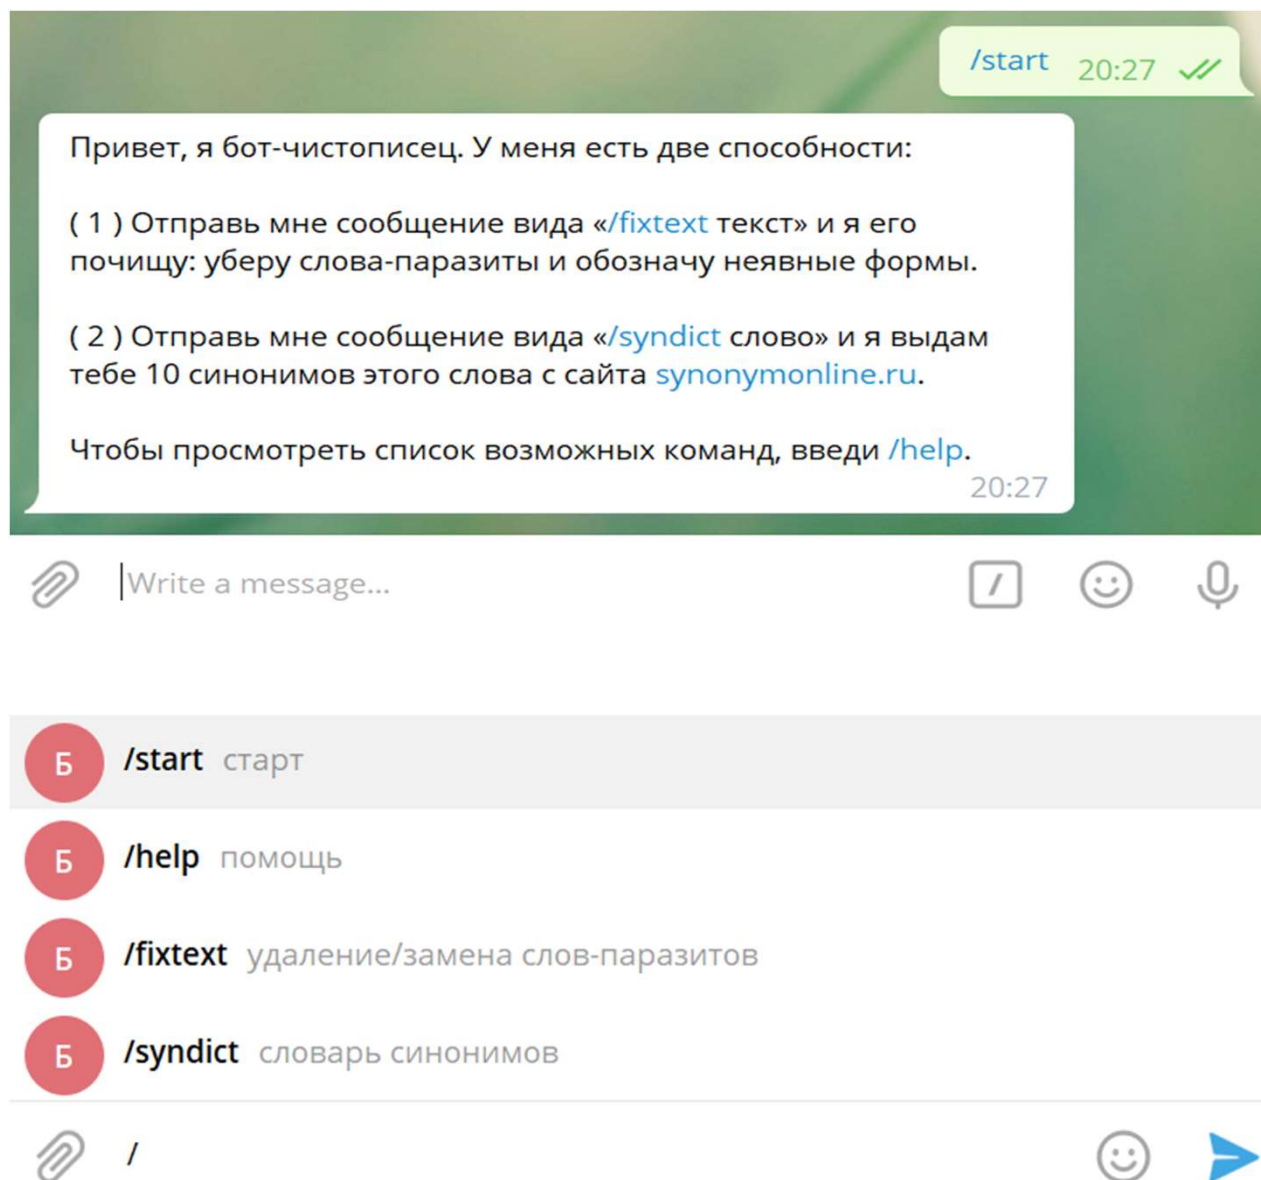 /start 20:27
Привет, я бот-чистописец. У меня есть две способности:
( 1 ) Отправь мне сообщение вида «/fixtext текст» и я его
почищу: уберу слова-паразиты и обозначу неявные формы.
( 2 ) Отправь мне сообщение вида «/syndict слово» и я выдам
тебе 10 синонимов этого слова с сайта synonymonline.ru.
Чтобы просмотреть список возможных команд, введи /help.
20:27
Write a message...
/
Б /start старт
Б /help помощь
Б /fixtext удаление/замена слов-паразитов
Б /syndict словарь синонимов
/